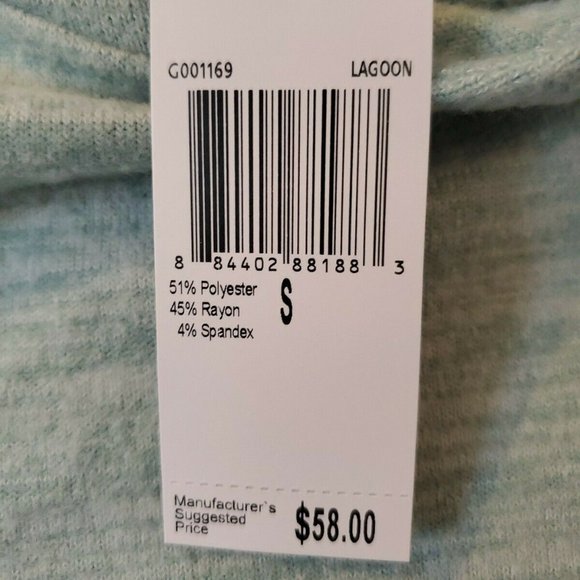 G001169 LAGOON
8 84402 88188 3
51% Polyester
45% Rayon
4% Spandex
S
Manufacturer's
Suggested
Price
$58.00